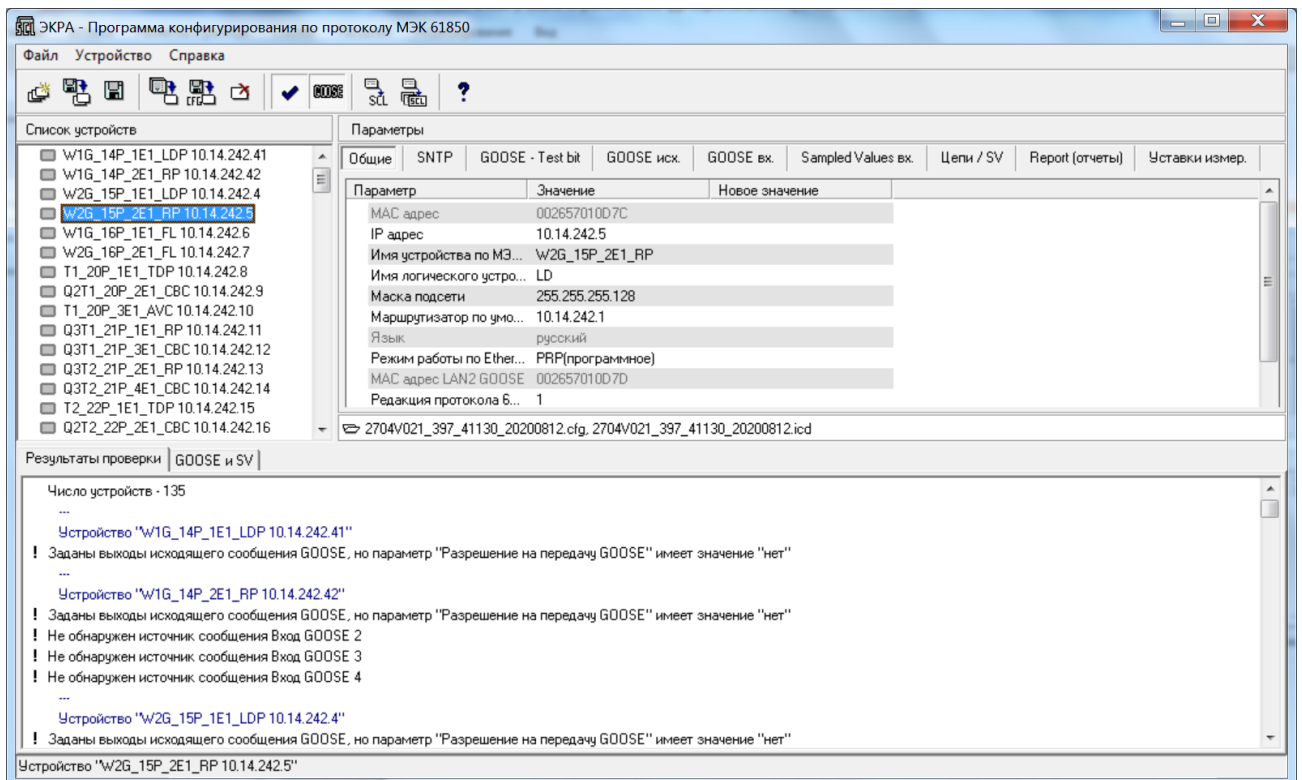 ЭКРА - Программа конфигурирования по протоколу МЭК 61850
Файл Устройство Справка
CFG GOOSE SCL SCL ?
Список устройств
W1G_14P_1E1_LDP 10.14.242.41
W1G_14P_2E1_RP 10.14.242.42
W2G_15P_1E1_LDP 10.14.242.4
W2G_15P_2E1_RP 10.14.242.5
W1G_16P_1E1_FL 10.14.242.6
W2G_16P_2E1_FL 10.14.242.7
T1_20P_1E1_TDP 10.14.242.8
Q2T1_20P_2E1_CBC 10.14.242.9
T1_20P_3E1_AVC 10.14.242.10
Q3T1_21P_1E1_RP 10.14.242.11
Q3T1_21P_3E1_CBC 10.14.242.12
Q3T2_21P_2E1_RP 10.14.242.13
Q3T2_21P_4E1_CBC 10.14.242.14
T2_22P_1E1_TDP 10.14.242.15
Q2T2_22P_2E1_CBC 10.14.242.16
Параметры
Общие SNTP GOOSE - Test bit GOOSE исх. GOOSE вх. Sampled Values вх. Цепи / SV Report (отчеты) Уставки измер.
Параметр Значение Новое значение
MAC адрес 002657010D7C
IP адрес 10.14.242.5
Имя устройства по МЭ... W2G_15P_2E1_RP
Имя логического устро... LD
Маска подсети 255.255.255.128
Маршрутизатор по умо... 10.14.242.1
Язык русский
Режим работы по Ether... PRP(программное)
MAC адрес LAN2 GOOSE 002657010D7D
Редакция протокола 6... 1
2704V021_397_41130_20200812.cfg, 2704V021_397_41130_20200812.icd
Результаты проверки GOOSE и SV
Число устройств - 135
---
Устройство "W1G_14P_1E1_LDP 10.14.242.41"
! Заданы выходы исходящего сообщения GOOSE, но параметр "Разрешение на передачу GOOSE" имеет значение "нет"
---
Устройство "W1G_14P_2E1_RP 10.14.242.42"
! Заданы выходы исходящего сообщения GOOSE, но параметр "Разрешение на передачу GOOSE" имеет значение "нет"
! Не обнаружен источник сообщения Вход GOOSE 2
! Не обнаружен источник сообщения Вход GOOSE 3
! Не обнаружен источник сообщения Вход GOOSE 4
---
Устройство "W2G_15P_1E1_LDP 10.14.242.4"
! Заданы выходы исходящего сообщения GOOSE, но параметр "Разрешение на передачу GOOSE" имеет значение "нет"
Устройство "W2G_15P_2E1_RP 10.14.242.5"